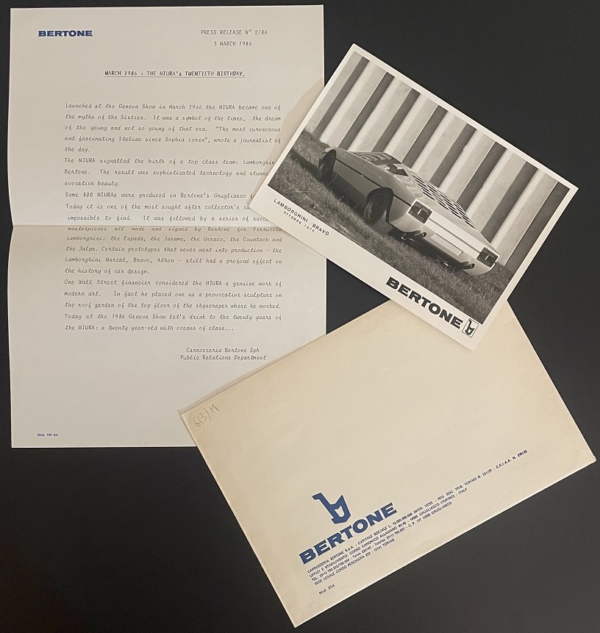 BERTONE
PRESS RELEASE N° 2/86
3 MARCH 1986
MARCH 1986 : THE MIURA's TWENTIETH BIRTHDAY.
Launched at the Geneva Show in March 1966 the MIURA became one of
the myths of the Sixties. It was a symbol of the times, the dream
of the young and not so young of that era. "The most curvaceous
and fascinating Italian since Sophia Loren", wrote a journalist of
the day.
The MIURA signalled the birth of a top class team: Lamborghini
Bertone. The result was sophisticated technology and
evocative beauty.
Some 800 MIURAs were produced in Bertone's Grugliasco
Today it is one of the most sought after collector's
impossible to find. It was followed by a series of
masterpieces all made and signed by Bertone for
Lamborghini: the Espada, the Jarama, the Urraco, the Countach and
the Jalpa. Certain prototypes that never went into production - the
Lamborghini Marzal, Bravo, Athon - still had a profound effect on
the history of car design.
One Wall Street financier considered the MIURA a genuine work of
modern art. In fact he placed one as a provocative sculpture on
the roof garden of the top floor of the skyscraper where he worked.
Today at the 1986 Geneva Show let's drink to the twenty years of
the MIURA: a twenty year-old with oceans of class...
Carrozzeria Bertone SpA
Public Relations Department
LAMBORGHINI - BRAVO
BERTONE
BERTONE